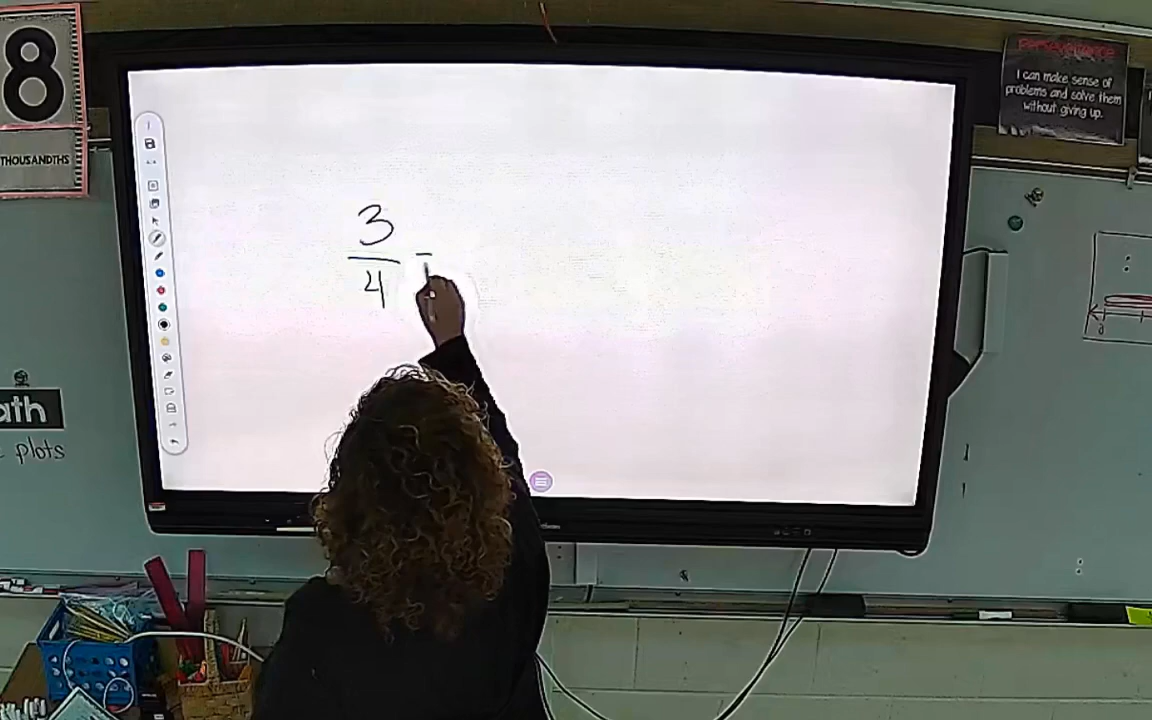 8
THOUSANDTHS
Perseverance
I can make sense of
problems and solve them
without giving up.
3
4
ath
plots